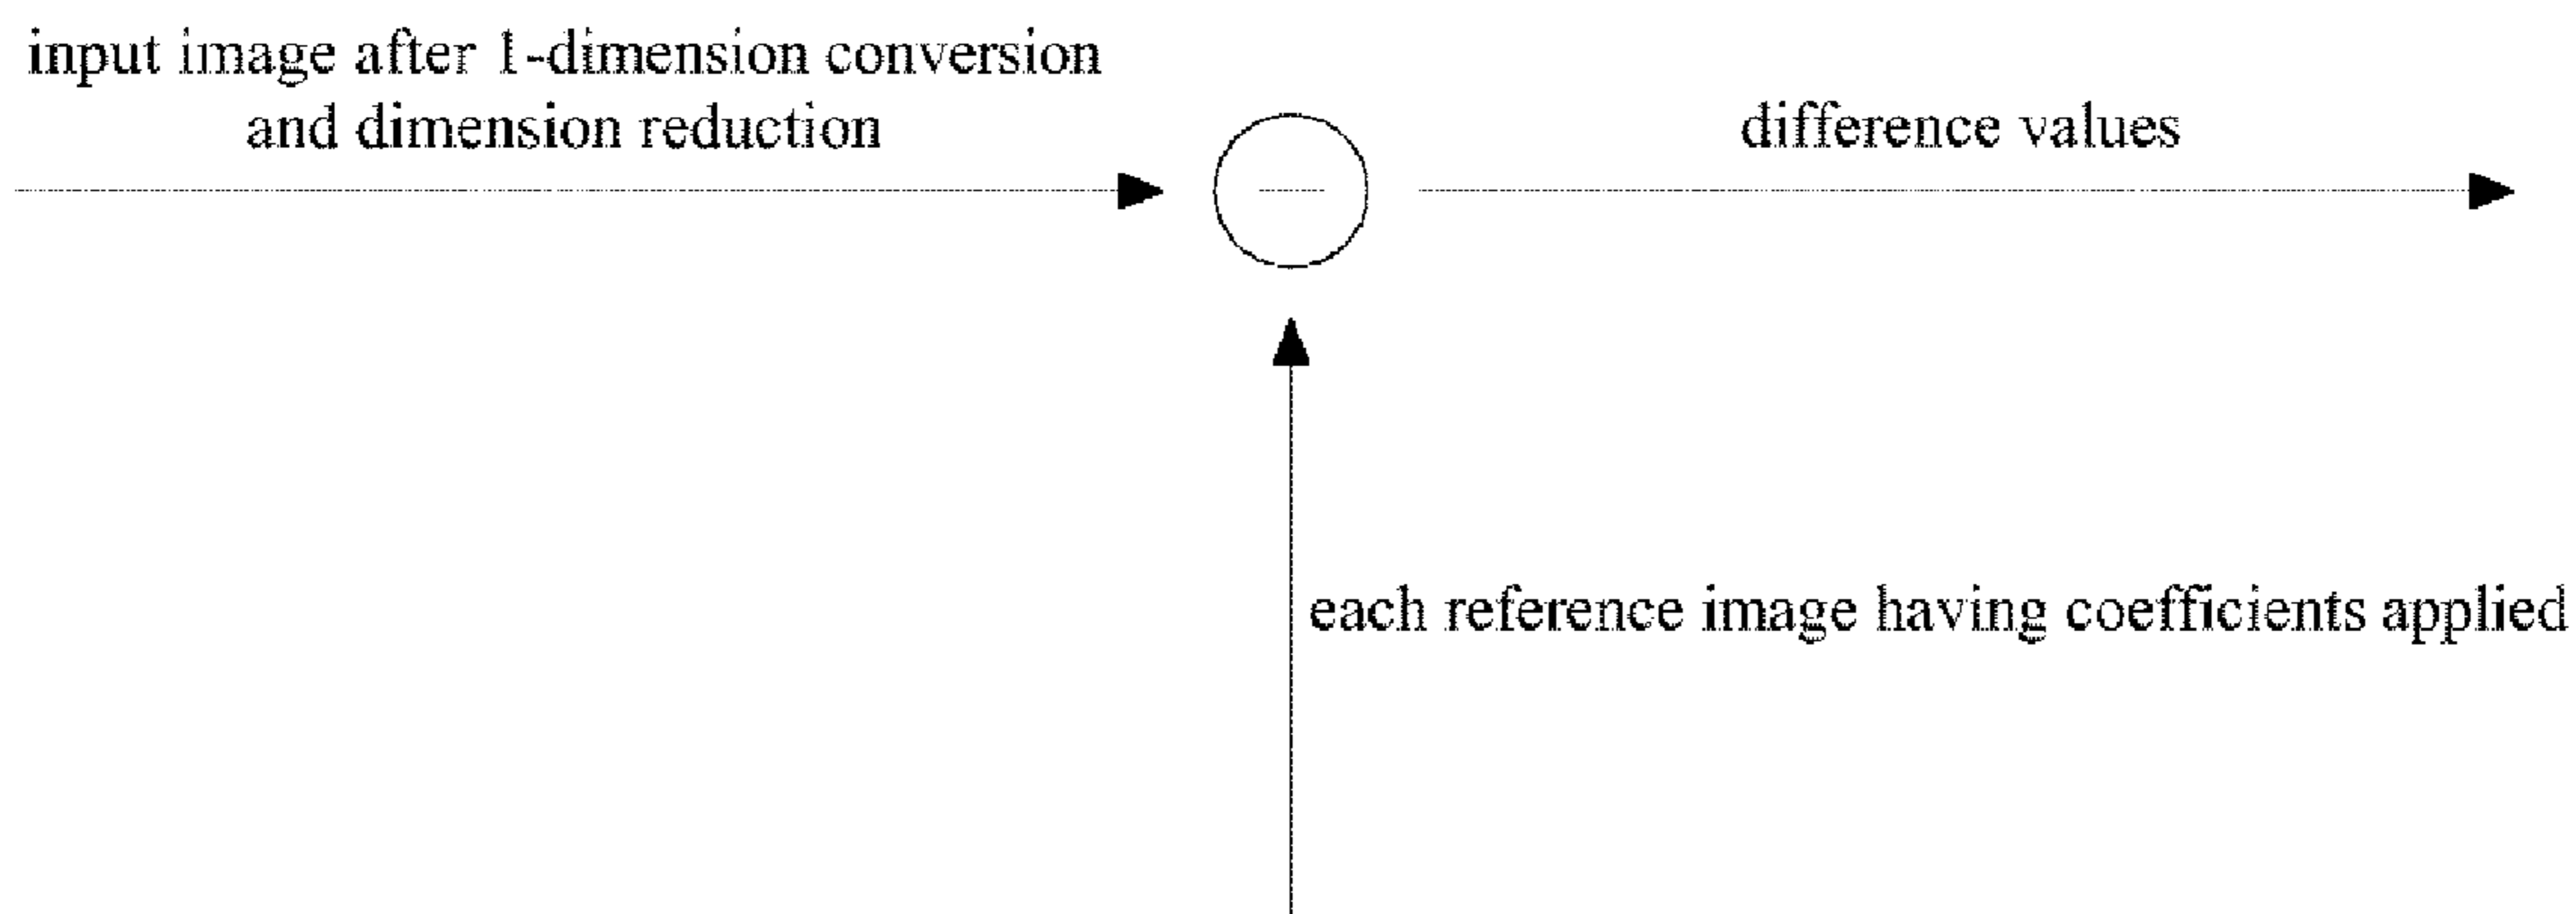 input image after 1-dimension conversion
and dimension reduction
difference values
each reference image having coefficients applied